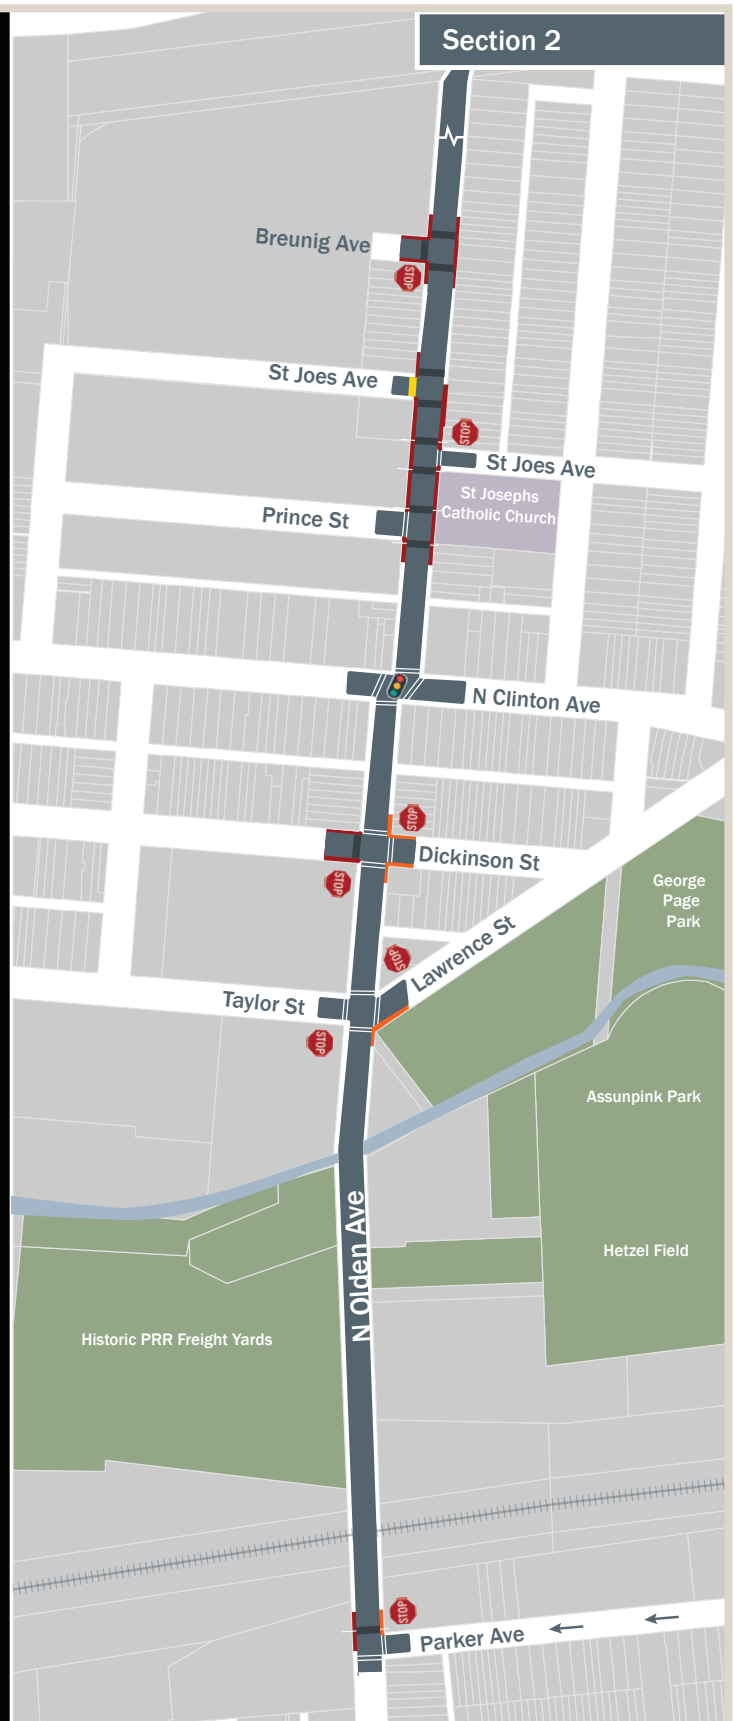 Section 2
Breunig Ave
STOP
St Joes Ave
STOP
St Joes Ave
St Josephs
Catholic Church
Prince St
N Clinton Ave
STOP
Dickinson St
STOP
George
Page
Park
Lawrence St
STOP
Taylor St
STOP
Assunpink Park
N Olden Ave
Hetzel Field
Historic PRR Freight Yards
STOP
Parker Ave